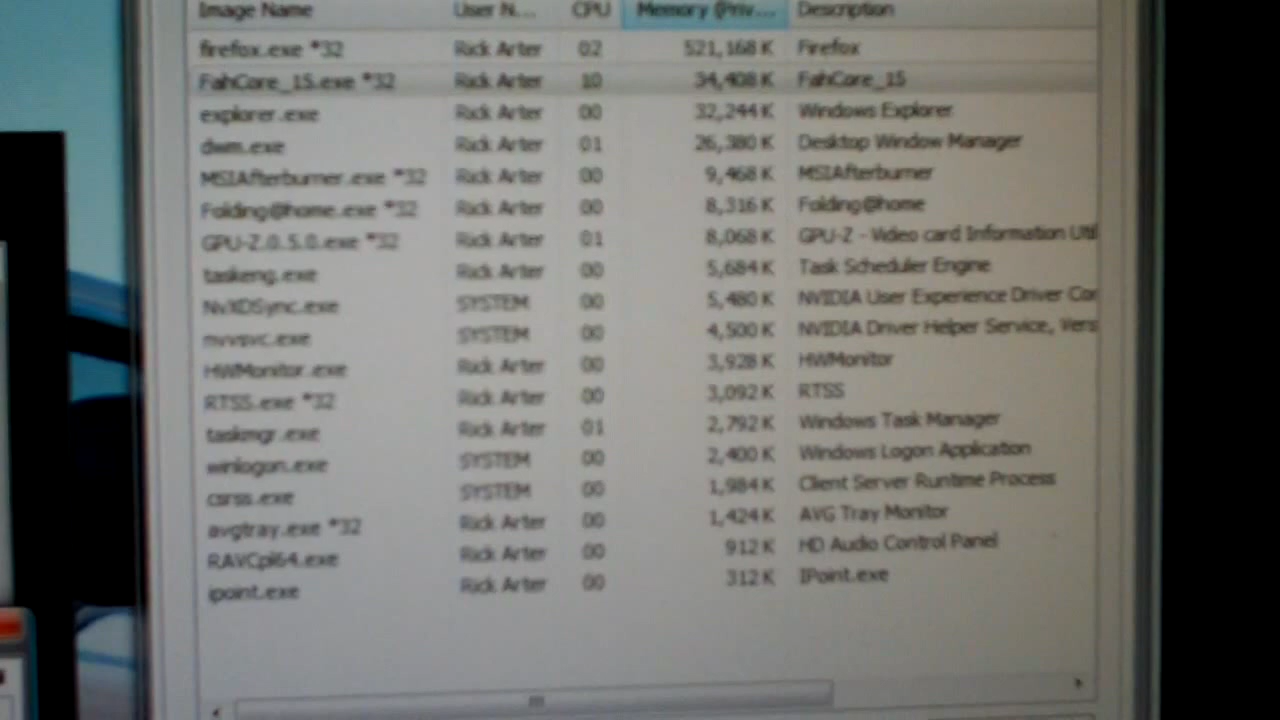 Image Name User N... CPU Memory (Priv... Description
firefox.exe *32 Rick Arter 02 521,168 K Firefox
FahCore_15.exe *32 Rick Arter 10 34,408 K FahCore_15
explorer.exe Rick Arter 00 32,244 K Windows Explorer
dwm.exe Rick Arter 01 26,380 K Desktop Window Manager
MSIAfterburner.exe *32 Rick Arter 00 9,468 K MSIAfterburner
Folding@home.exe *32 Rick Arter 00 8,316 K Folding@home
GPU-Z.0.5.0.exe *32 Rick Arter 01 8,068 K GPU-Z - Video card Information Util
taskeng.exe Rick Arter 00 5,684 K Task Scheduler Engine
NvXDSync.exe SYSTEM 00 5,480 K NVIDIA User Experience Driver Cor
nvvsvc.exe SYSTEM 00 4,500 K NVIDIA Driver Helper Service, Vers
HWMonitor.exe Rick Arter 00 3,928 K HWMonitor
RTSS.exe *32 Rick Arter 00 3,092 K RTSS
taskmgr.exe Rick Arter 01 2,792 K Windows Task Manager
winlogon.exe SYSTEM 00 2,400 K Windows Logon Application
csrss.exe SYSTEM 00 1,984 K Client Server Runtime Process
avgtray.exe *32 Rick Arter 00 1,424 K AVG Tray Monitor
RAVCpl64.exe Rick Arter 00 912 K HD Audio Control Panel
ipoint.exe Rick Arter 00 312 K IPoint.exe